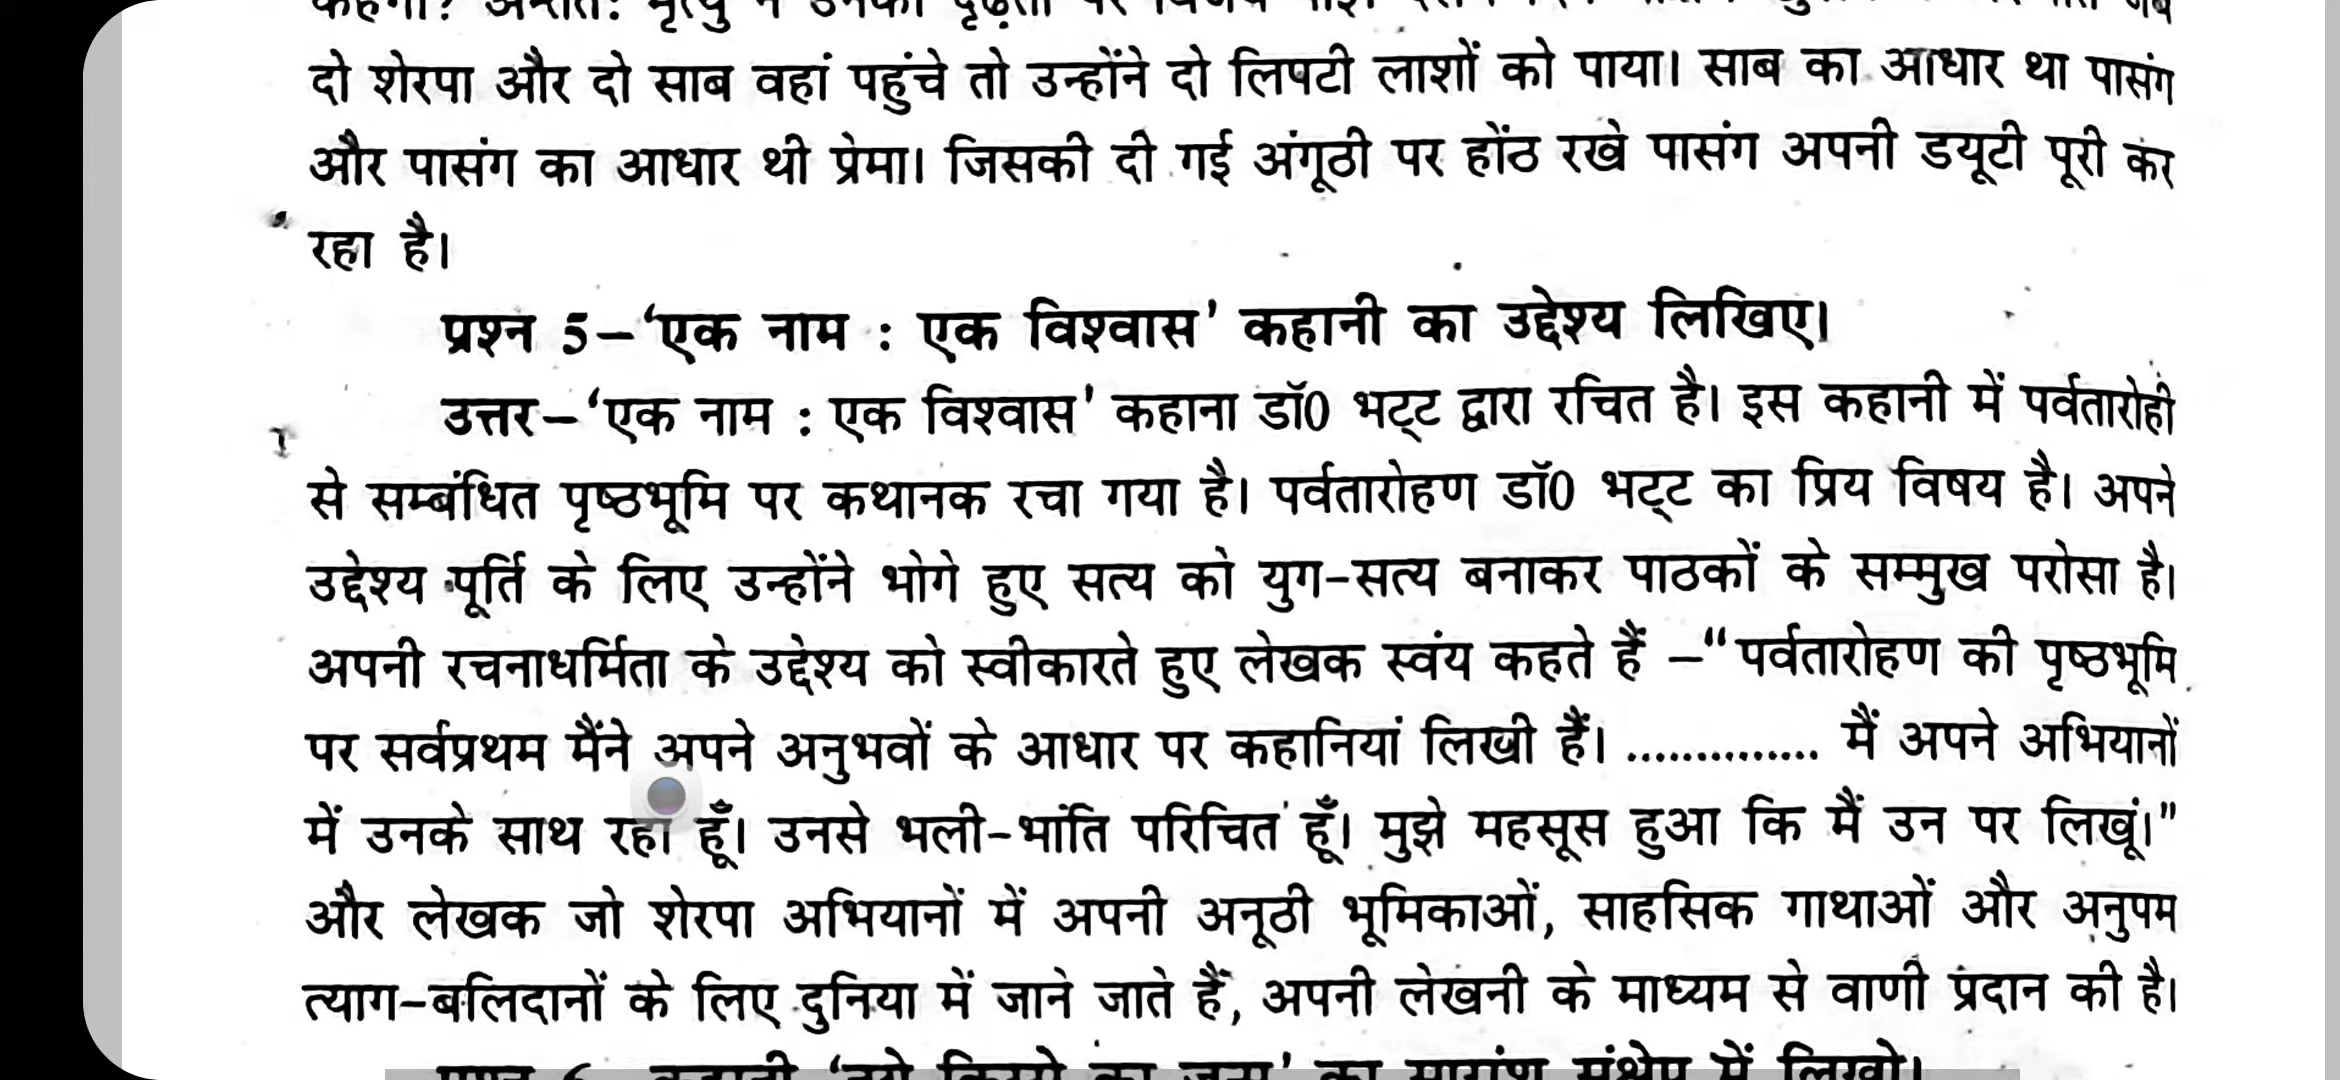 दो शेरपा और दो साब वहां पहुंचे तो उन्होंने दो लिपटी लाशों को पाया। साब का आधार था पासंग
और पासंग का आधार थी प्रेमा। जिसकी दी गई अंगूठी पर होंठ रखे पासंग अपनी डयूटी पूरी कर
रहा है।
प्रश्न 5–‘एक नाम : एक विश्वास’ कहानी का उद्देश्य लिखिए।
उत्तर–‘एक नाम : एक विश्वास’ कहाना डॉ0 भट्ट द्वारा रचित है। इस कहानी में पर्वतारोही
से सम्बंधित पृष्ठभूमि पर कथानक रचा गया है। पर्वतारोहण डॉ0 भट्ट का प्रिय विषय है। अपने
उद्देश्य पूर्ति के लिए उन्होंने भोगे हुए सत्य को युग-सत्य बनाकर पाठकों के सम्मुख परोसा है।
अपनी रचनाधर्मिता के उद्देश्य को स्वीकारते हुए लेखक स्वंय कहते हैं –“पर्वतारोहण की पृष्ठभूमि
पर सर्वप्रथम मैंने अपने अनुभवों के आधार पर कहानियां लिखी हैं। .............. मैं अपने अभियानों
में उनके साथ रहा हूँ। उनसे भली-भांति परिचित हूँ। मुझे महसूस हुआ कि मैं उन पर लिखूं।”
और लेखक जो शेरपा अभियानों में अपनी अनूठी भूमिकाओं, साहसिक गाथाओं और अनुपम
त्याग-बलिदानों के लिए दुनिया में जाने जाते हैं, अपनी लेखनी के माध्यम से वाणी प्रदान की है।
कहानी का सारांश संक्षेप में लिखो।